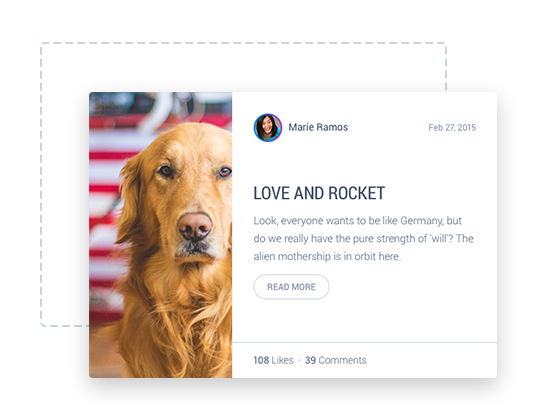 Marie Ramos
Feb 27, 2015
LOVE AND ROCKET
Look, everyone wants to be like Germany, but
do we really have the pure strength of 'will'? The
alien mothership is in orbit here.
READ MORE
108 Likes · 39 Comments